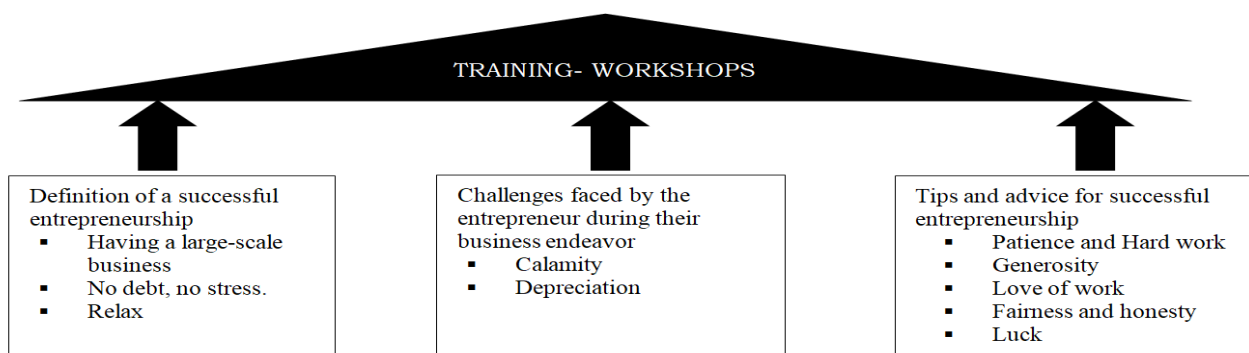 TRAINING- WORKSHOPS
Definition of a successful
entrepreneurship
▪ Having a large-scale
business
▪ No debt, no stress.
▪ Relax
Challenges faced by the
entrepreneur during their
business endeavor
▪ Calamity
▪ Depreciation
Tips and advice for successful
entrepreneurship
▪ Patience and Hard work
▪ Generosity
▪ Love of work
▪ Fairness and honesty
▪ Luck